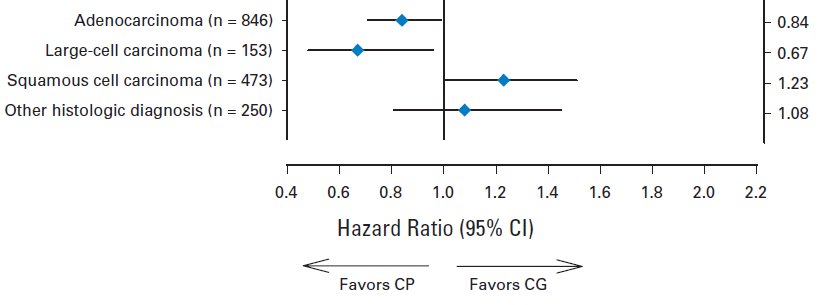 Adenocarcinoma (n = 846) 0.84
Large-cell carcinoma (n = 153) 0.67
Squamous cell carcinoma (n = 473) 1.23
Other histologic diagnosis (n = 250) 1.08
0.4 0.6 0.8 1.0 1.2 1.4 1.6 1.8 2.0 2.2
Hazard Ratio (95% CI)
Favors CP Favors CG